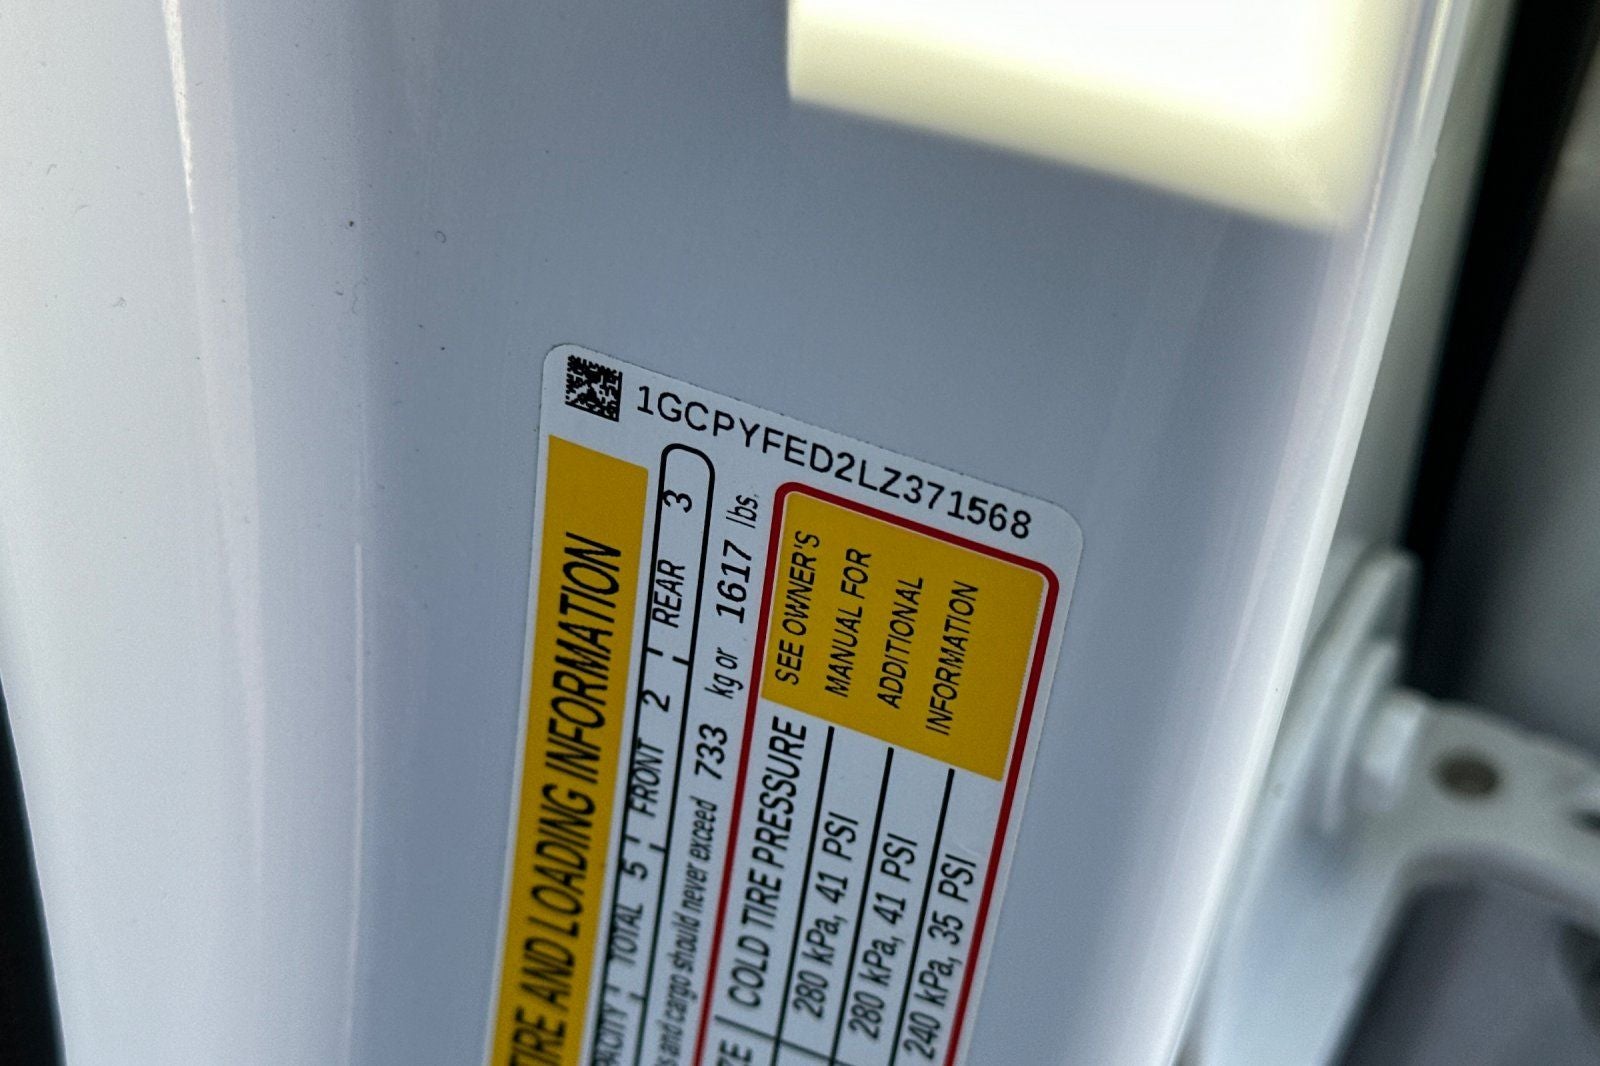 1GCPYFED2LZ371568
TIRE AND LOADING INFORMATION
TOTAL 5 FRONT 2 REAR 3
and cargo should never exceed 733 kg or 1617 lbs.
COLD TIRE PRESSURE
280 kPa, 41 PSI
280 kPa, 41 PSI
240 kPa, 35 PSI
SEE OWNER'S
MANUAL FOR
ADDITIONAL
INFORMATION